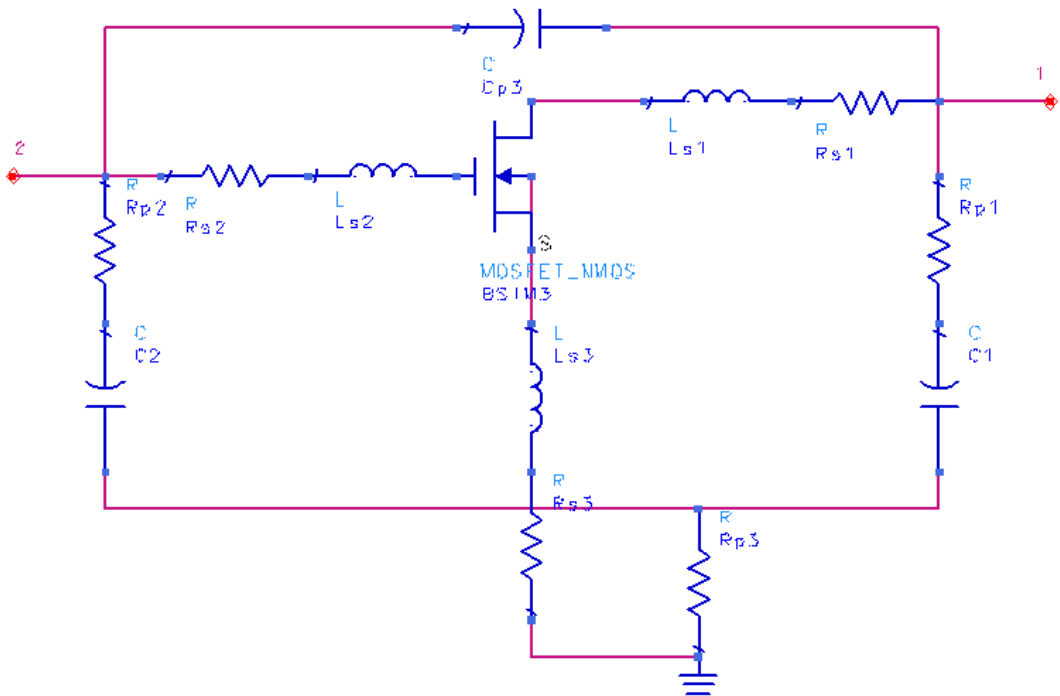 C
Cp3
1
L
Ls1
R
Rs1
2
R
Rp2
R
Rs2
L
Ls2
R
Rp1
S
MOSFET_NMOS
BSIM3
C
C2
L
Ls3
C
C1
R
Rs3
R
Rp3